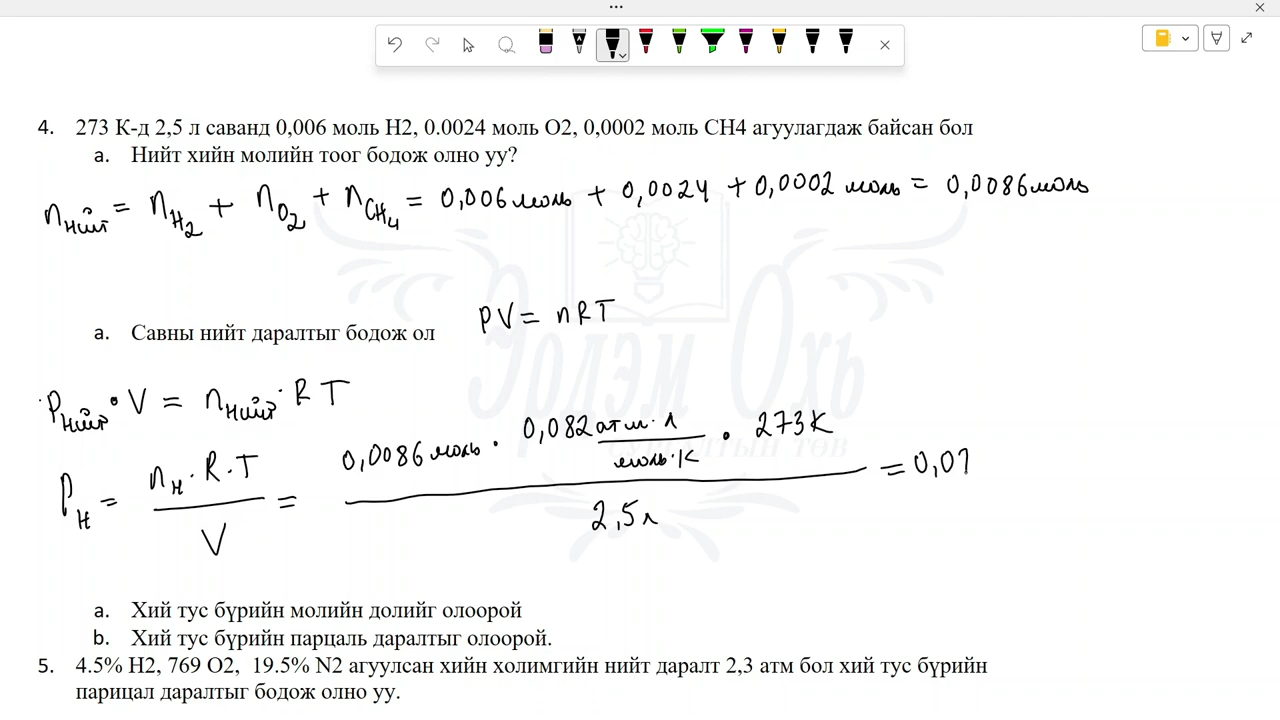 4. 273 К-д 2,5 л саванд 0,006 моль H2, 0.0024 моль O2, 0,0002 моль CH4 агуулагдаж байсан бол
a. Нийт хийн молийн тоог бодож олно уу?
nнийт = nH2 + nO2 + nCH4 = 0,006 моль + 0,0024 + 0,0002 моль = 0,0086 моль
a. Савны нийт даралтыг бодож ол
PV = nRT
Pнийт · V = nнийт · RT
Pн = nн · R · T / V = 0,0086 моль · 0,082 атм · л / моль · К · 273 К / 2,5 л = 0,07
Эрдэм Охь
сургалтын төв
a. Хий тус бүрийн молийн долийг олоорой
b. Хий тус бүрийн парцаль даралтыг олоорой.
5. 4.5% H2, 769 O2, 19.5% N2 агуулсан хийн холимгийн нийт даралт 2,3 атм бол хий тус бүрийн
парицал даралтыг бодож олно уу.